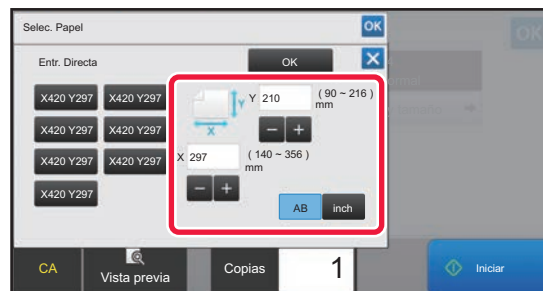 Selec. Papel
OK
OK
Entr. Directa
OK
X420 Y297 X420 Y297
X420 Y297 X420 Y297
X420 Y297 X420 Y297
X420 Y297
Y
X
Y 210 ( 90 ~ 216 )
mm
- +
X 297 ( 140 ~ 356 )
mm
- +
AB inch
CA
Vista previa
Copias 1
Iniciar